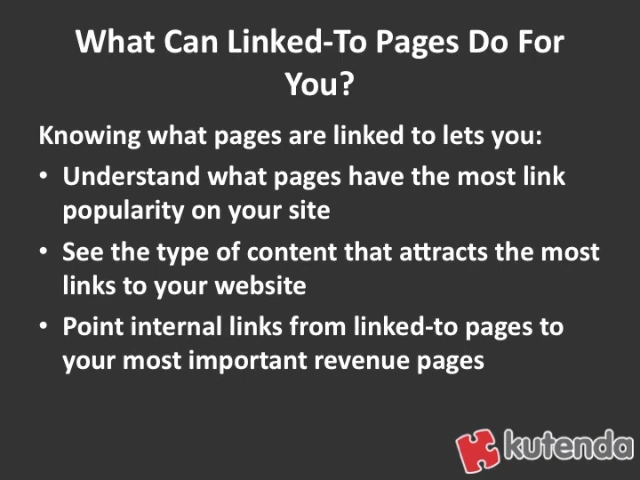 What Can Linked-To Pages Do For
You?
Knowing what pages are linked to lets you:
• Understand what pages have the most link
popularity on your site
• See the type of content that attracts the most
links to your website
• Point internal links from linked-to pages to
your most important revenue pages
kutenda